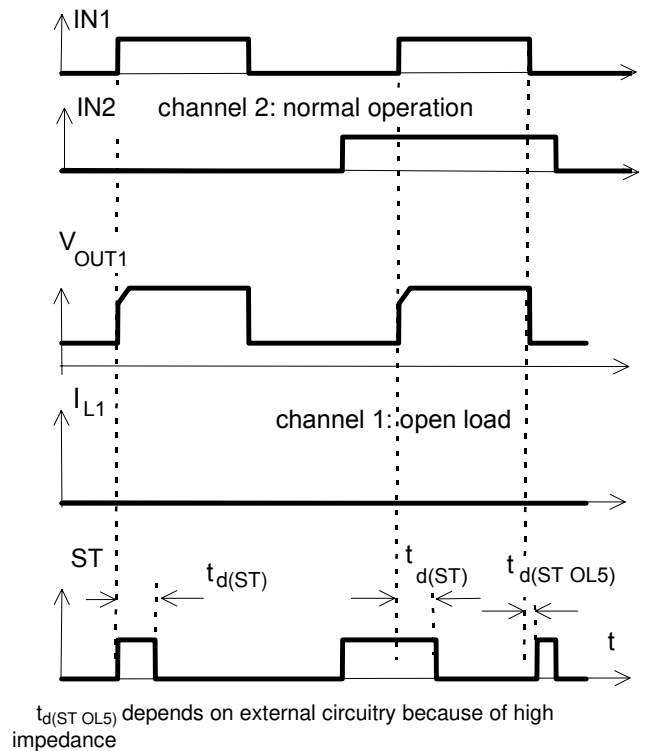 IN1
IN2 channel 2: normal operation
V OUT1
I L1
channel 1: open load
ST t d(ST) t d(ST) t d(ST OL5)
t
td(ST OL5) depends on external circuitry because of high
impedance